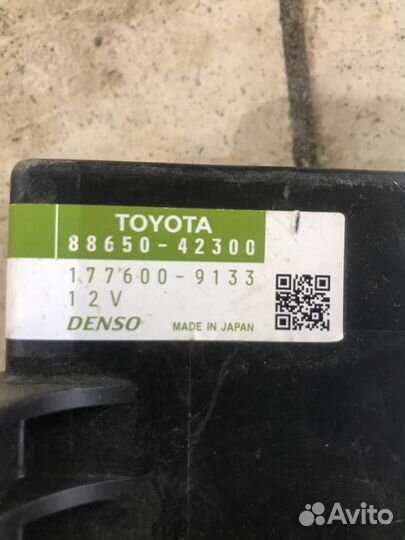 TOYOTA
88650-42300
177600-9133
12V
DENSO MADE IN JAPAN
Avito